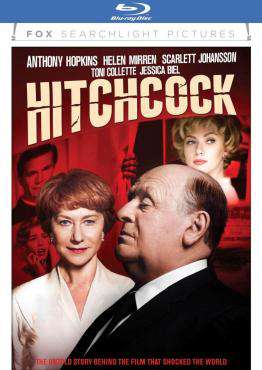 Blu-ray Disc
FOX SEARCHLIGHT PICTURES
ANTHONY HOPKINS HELEN MIRREN SCARLETT JOHANSSON
TONI COLLETTE JESSICA BIEL
HITCHCOCK
THE UNTOLD STORY BEHIND THE FILM THAT SHOCKED THE WORLD